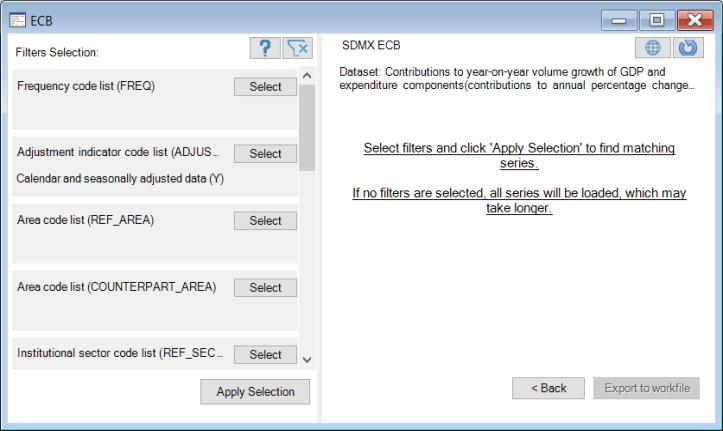 ECB
Filters Selection:
?
Frequency code list (FREQ)
Select
Adjustment indicator code list (ADJUS...
Select
Calendar and seasonally adjusted data (Y)
Area code list (REF_AREA)
Select
Area code list (COUNTERPART_AREA)
Select
Institutional sector code list (REF_SEC...
Select
Apply Selection
SDMX ECB
Dataset: Contributions to year-on-year volume growth of GDP and
expenditure components(contributions to annual percentage change...
Select filters and click 'Apply Selection' to find matching
series.
If no filters are selected, all series will be loaded, which may
take longer.
< Back
Export to workfile